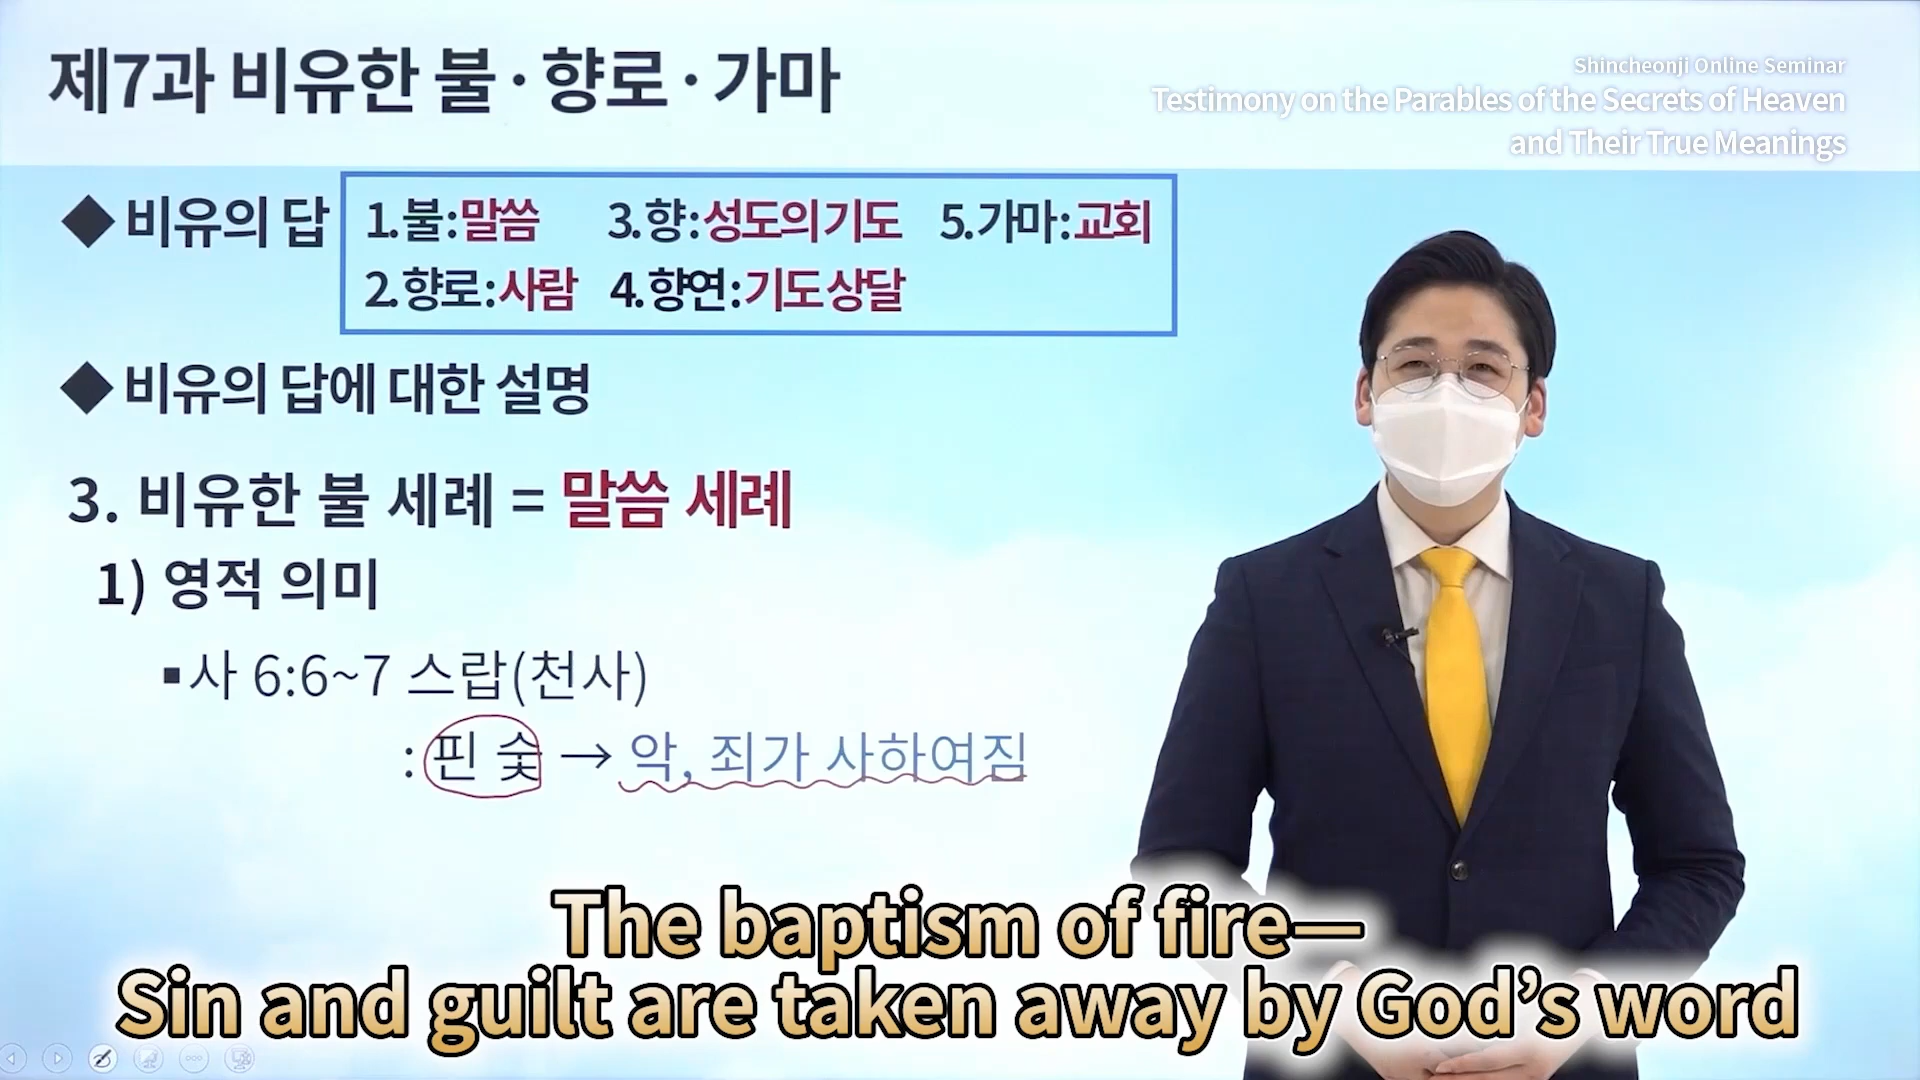 제7과 비유한 불·향로·가마
Shincheonji Online Seminar
Testimony on the Parables of the Secrets of Heaven
and Their True Meanings
◆ 비유의 답
1.불:말씀 3.향:성도의 기도 5.가마:교회
2.향로:사람 4.향연:기도 상달
◆ 비유의 답에 대한 설명
3. 비유한 불 세례 = 말씀 세례
1) 영적 의미
▪사 6:6~7 스랍(천사)
: 핀 숯 → 악, 죄가 사하여짐
The baptism of fire—
Sin and guilt are taken away by God’s word